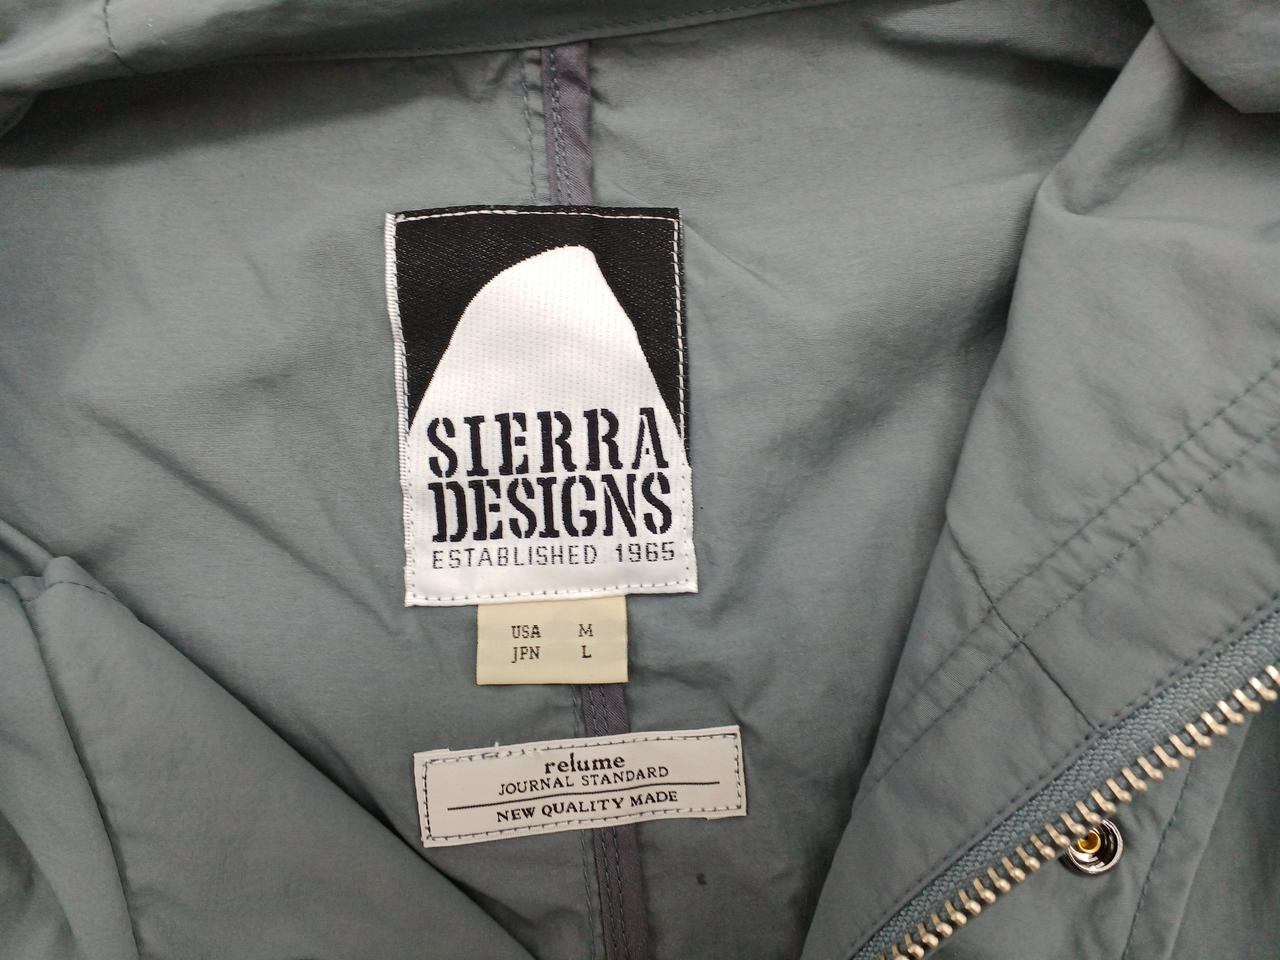 SIERRA
DESIGNS
ESTABLISHED 1965
USA M
JPN L
relume
JOURNAL STANDARD
NEW QUALITY MADE